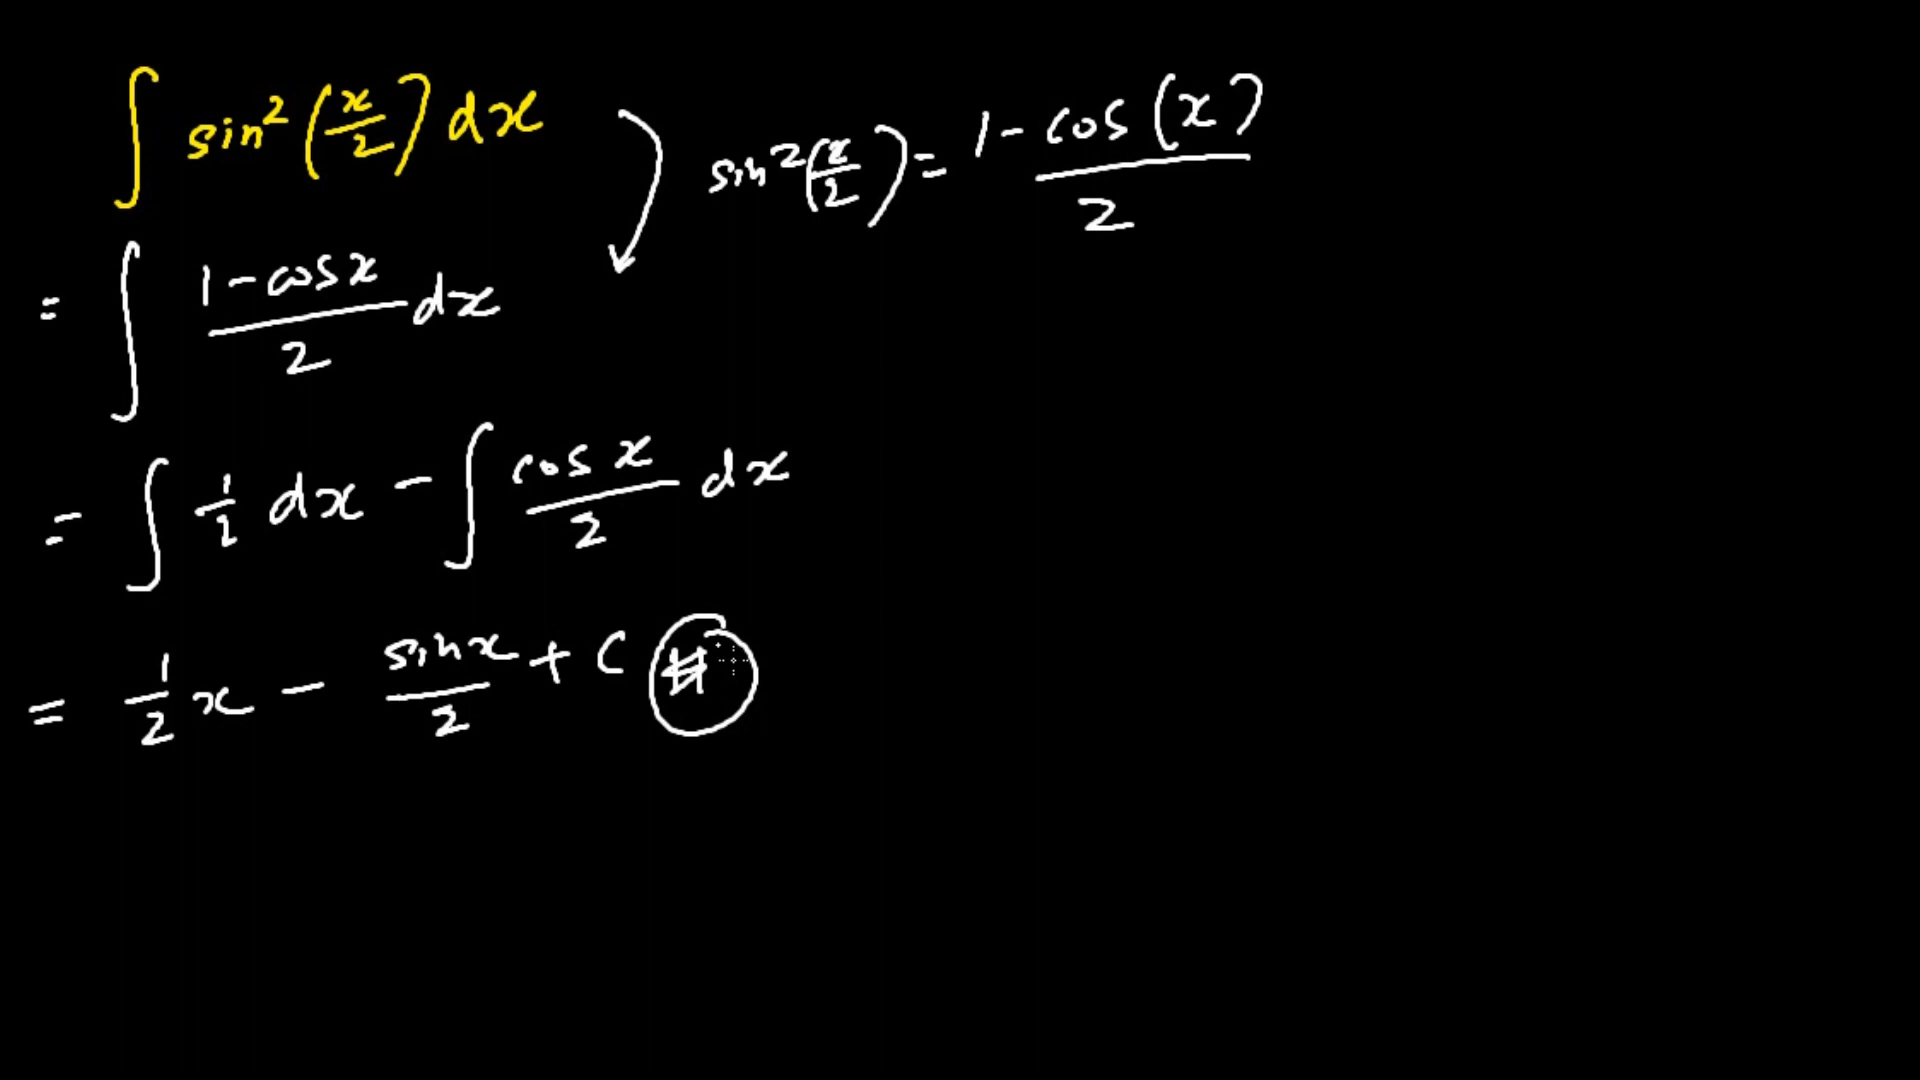 ∫ sin²(x/2) dx
sin²(x/2) = (1 - cos(x))/2
= ∫ (1 - cos x)/2 dx
= ∫ 1/2 dx - ∫ (cos x)/2 dx
= 1/2 x - (sin x)/2 + C #